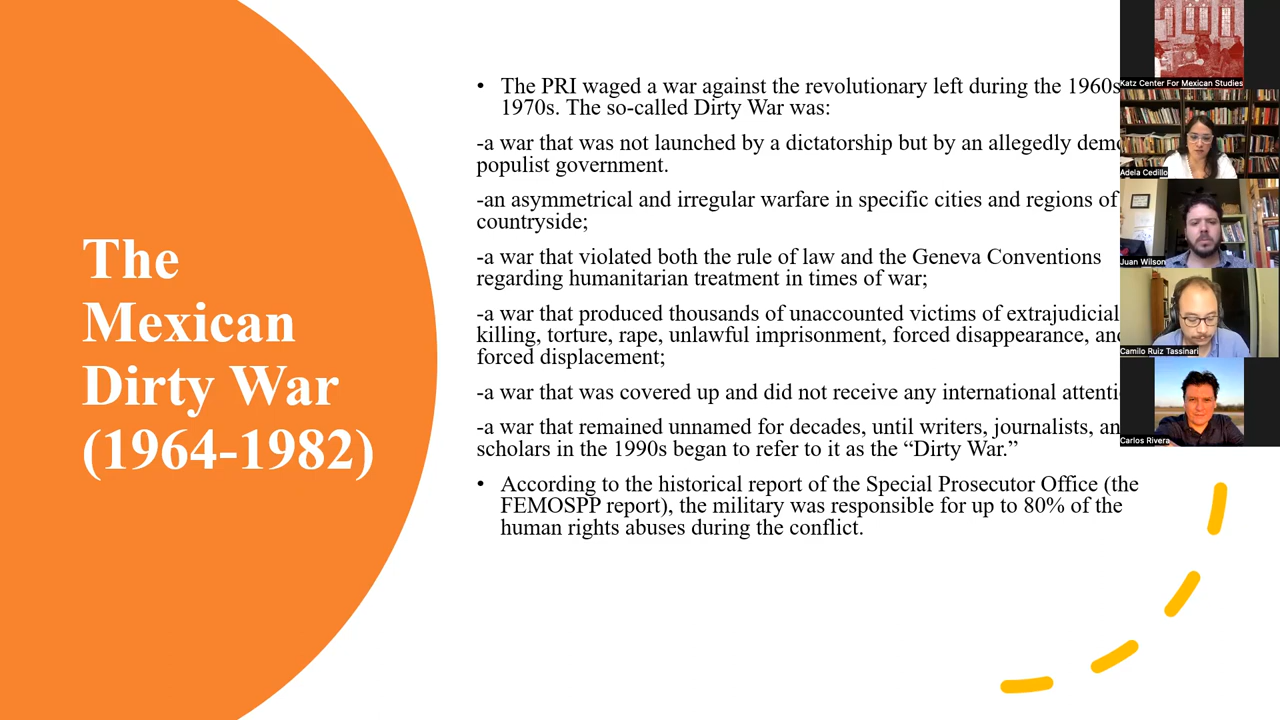 The
Mexican
Dirty War
(1964-1982)
• The PRI waged a war against the revolutionary left during the 1960s
1970s. The so-called Dirty War was:
-a war that was not launched by a dictatorship but by an allegedly
populist government.
-an asymmetrical and irregular warfare in specific cities and regions of
countryside;
-a war that violated both the rule of law and the Geneva Conventions
regarding humanitarian treatment in times of war;
-a war that produced thousands of unaccounted victims of extrajudicial
killing, torture, rape, unlawful imprisonment, forced disappearance,
forced displacement;
-a war that was covered up and did not receive any international
-a war that remained unnamed for decades, until writers, journalists,
scholars in the 1990s began to refer to it as the “Dirty War.”
• According to the historical report of the Special Prosecutor Office (the
FEMOSPP report), the military was responsible for up to 80% of the
human rights abuses during the conflict.
Katz Center For Mexican Studies
Adela Cedillo
Juan Wilson
Camilo Ruiz Tassinari
Carlos Rivera